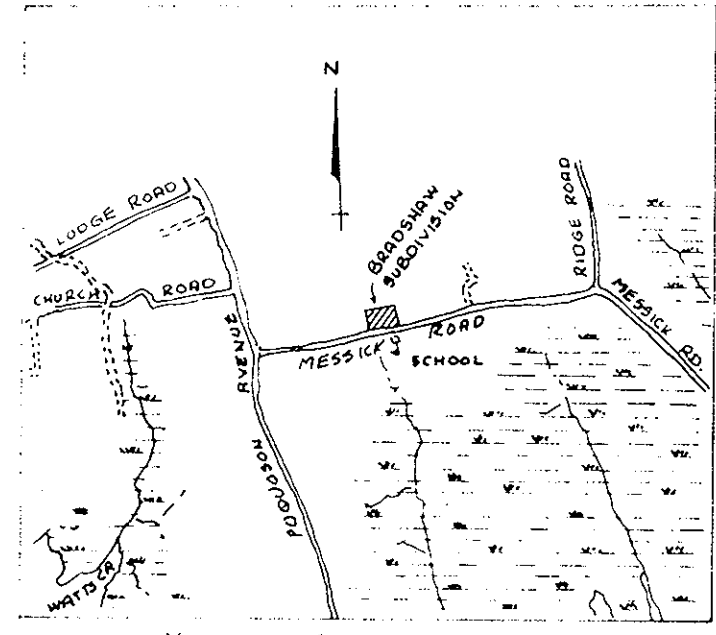 N
LODGE ROAD
CHURCH ROAD
BRADSHAW
SUBDIVISION
RIDGE ROAD
MESSICK RD.
MESSICK ROAD
SCHOOL
POQUOSON AVENUE
WATTS CR.